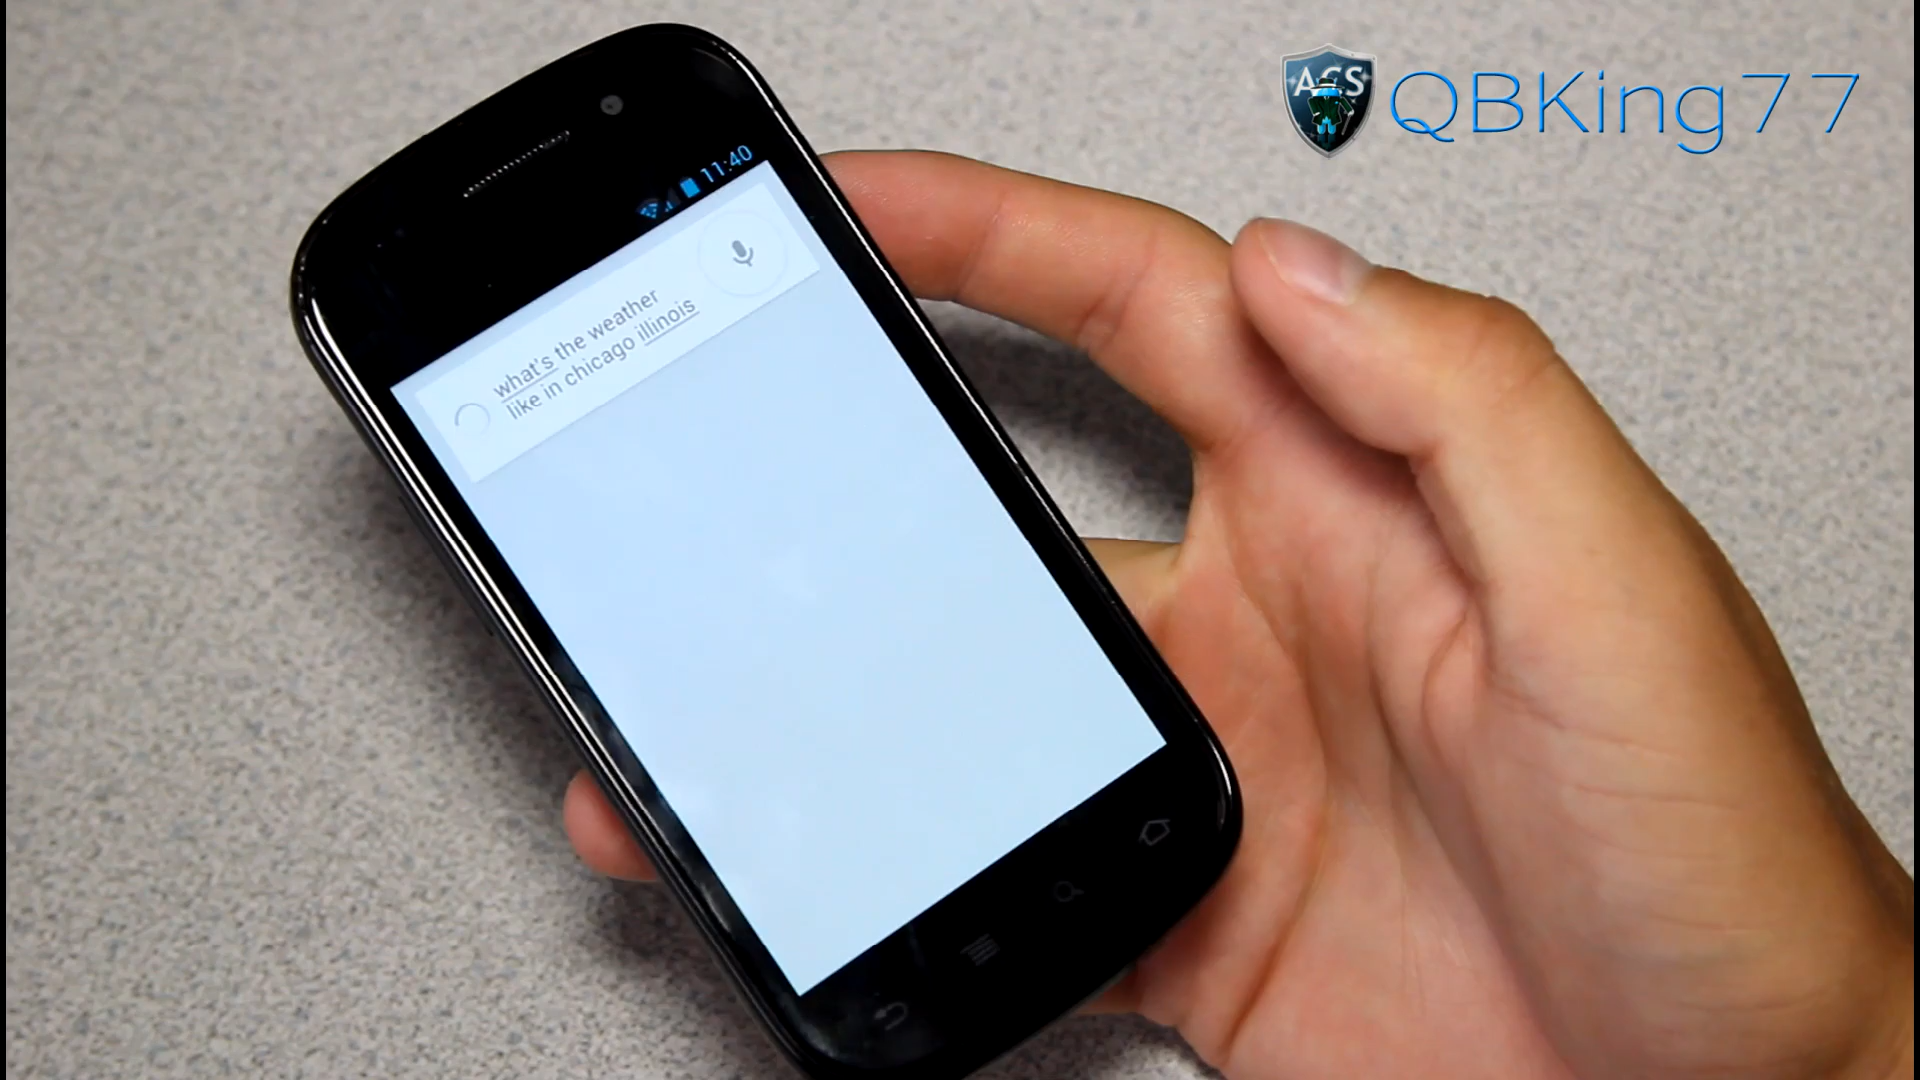 ACS
QBKing77
11:40
what's the weather
like in chicago illinois